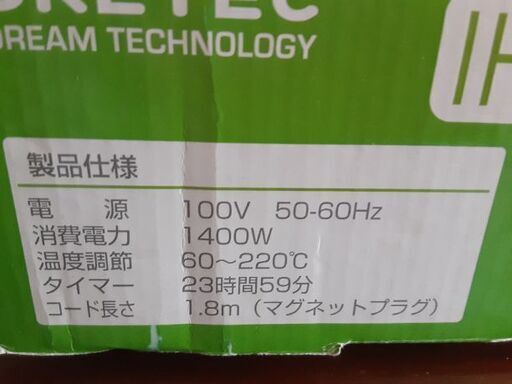 DREAM TECHNOLOGY
IH
製品仕様
電　源　100V　50-60Hz
消費電力　1400W
温度調節　60～220℃
タイマー　23時間59分
コード長さ　1.8m（マグネットプラグ）